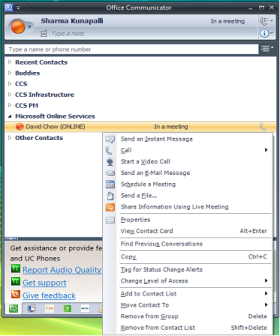 Office Communicator
Sharma Kunapalli
In a meeting
Type a note
Type a name or phone number
Recent Contacts
Buddies
CCS
CCS Infrastructure
CCS PM
Microsoft Online Services
David Chow (ONLINE) In a meeting
Other Contacts
Send an Instant Message
Call
Start a Video Call
Send an E-Mail Message
Schedule a Meeting
Send a File...
Share Information Using Live Meeting
Properties
View Contact Card Alt+Enter
Find Previous Conversations
Copy Ctrl+C
Tag for Status Change Alerts
Change Level of Access
Add to Contact List
Move Contact To
Remove from Group Delete
Remove from Contact List Shift+Delete
Get assistance or provide fe
and UC Phones
Report Audio Quality
Get support
Give feedback